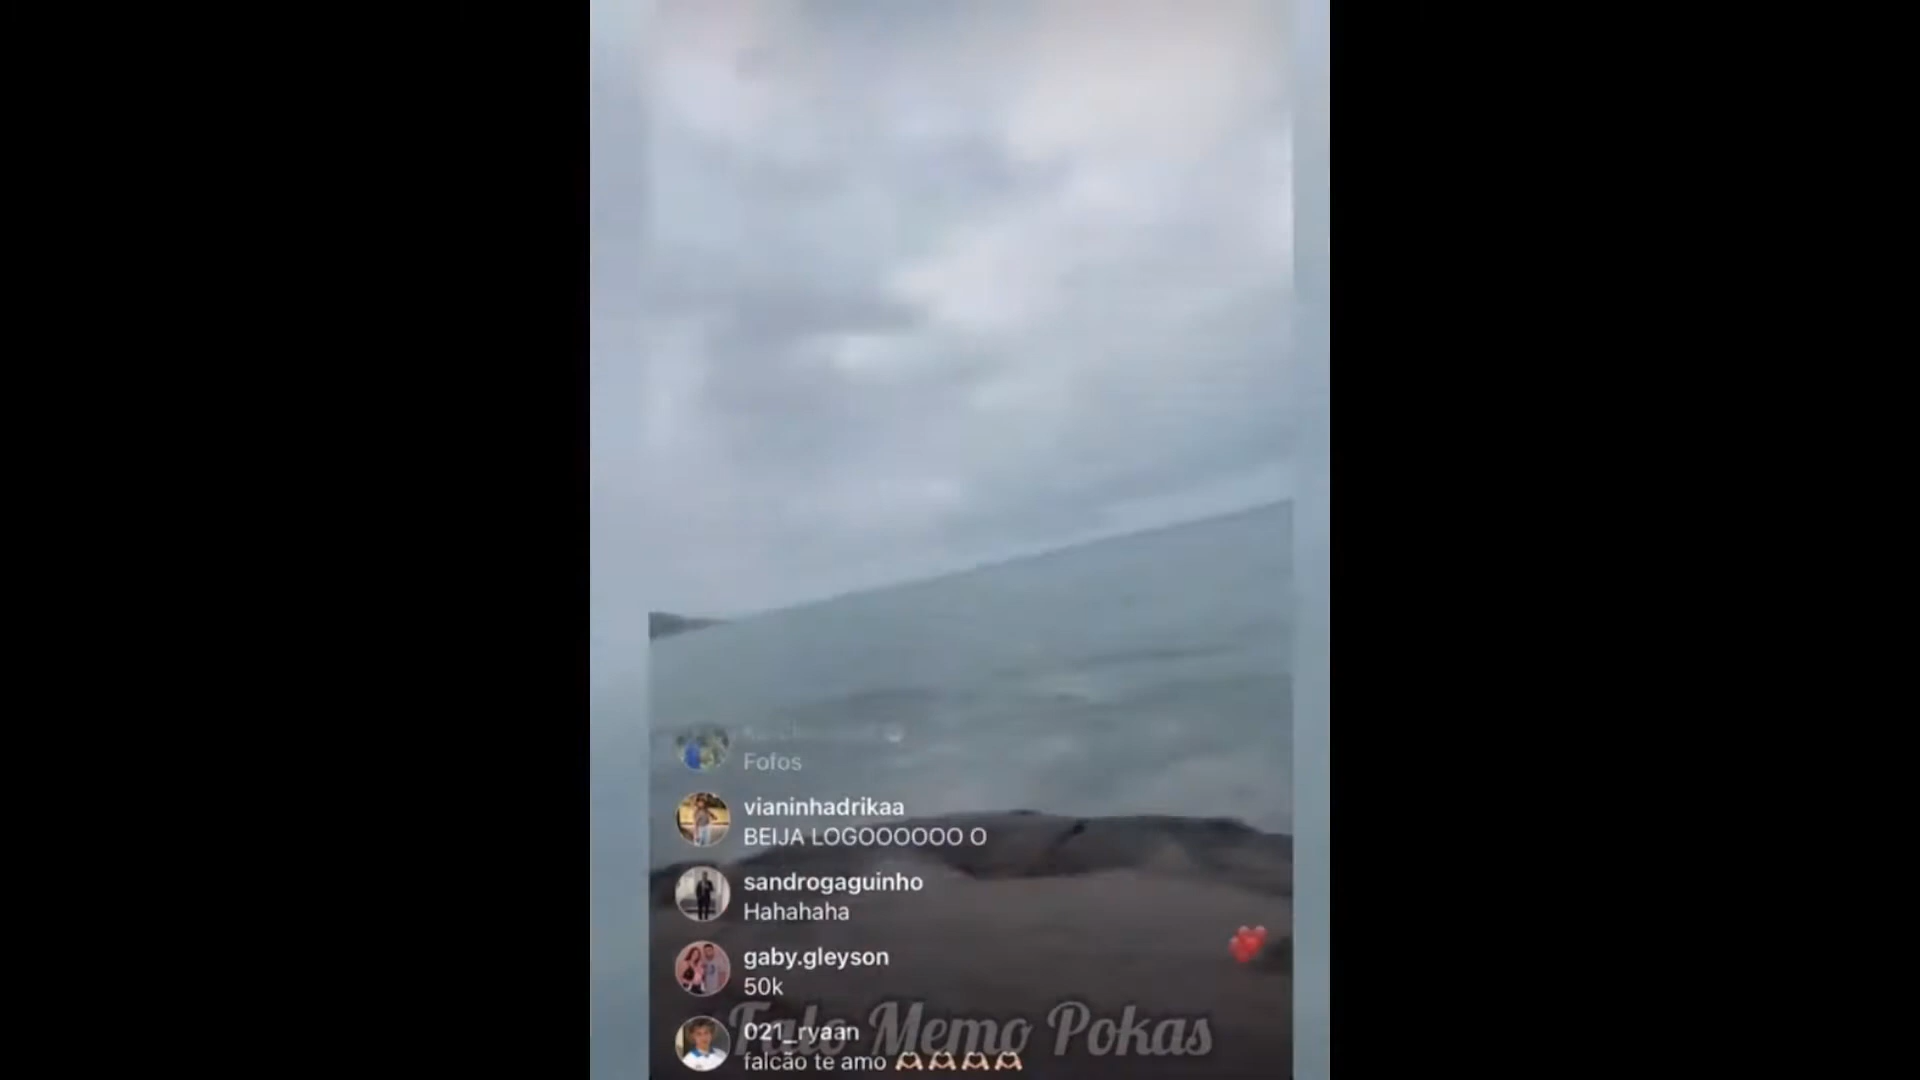 Fofos
vianinhadrikaa
BEIJA LOGOOOOOO O
sandrogaguinho
Hahahaha
gaby.gleyson
50k
021_ryaan
falcão te amo 🫶🏻🫶🏻🫶🏻🫶🏻
Falo Memo Pokas